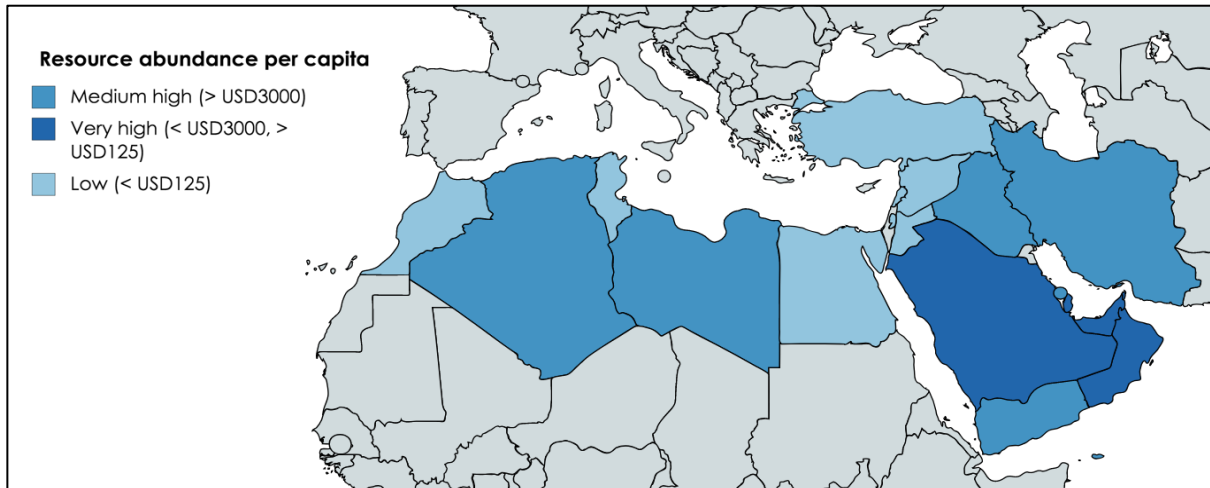 Resource abundance per capita
Medium high (> USD3000)
Very high (< USD3000, >
USD125)
Low (< USD125)